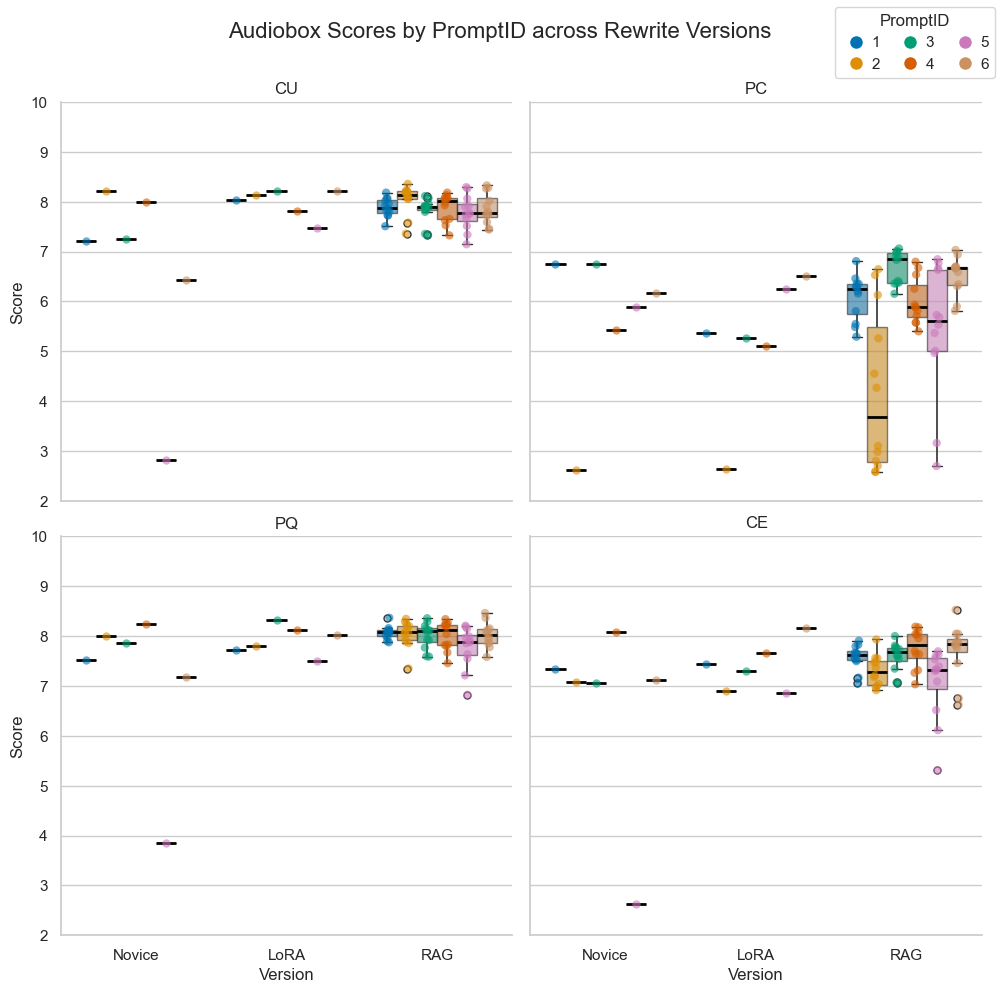 Audiobox Scores by PromptID across Rewrite Versions
PromptID
1 3 5
2 4 6
CU
PC
10
9
8
7
6
5
4
3
2
Score
PQ
CE
10
9
8
7
6
5
4
3
2
Score
Novice LoRA RAG
Version
Novice LoRA RAG
Version